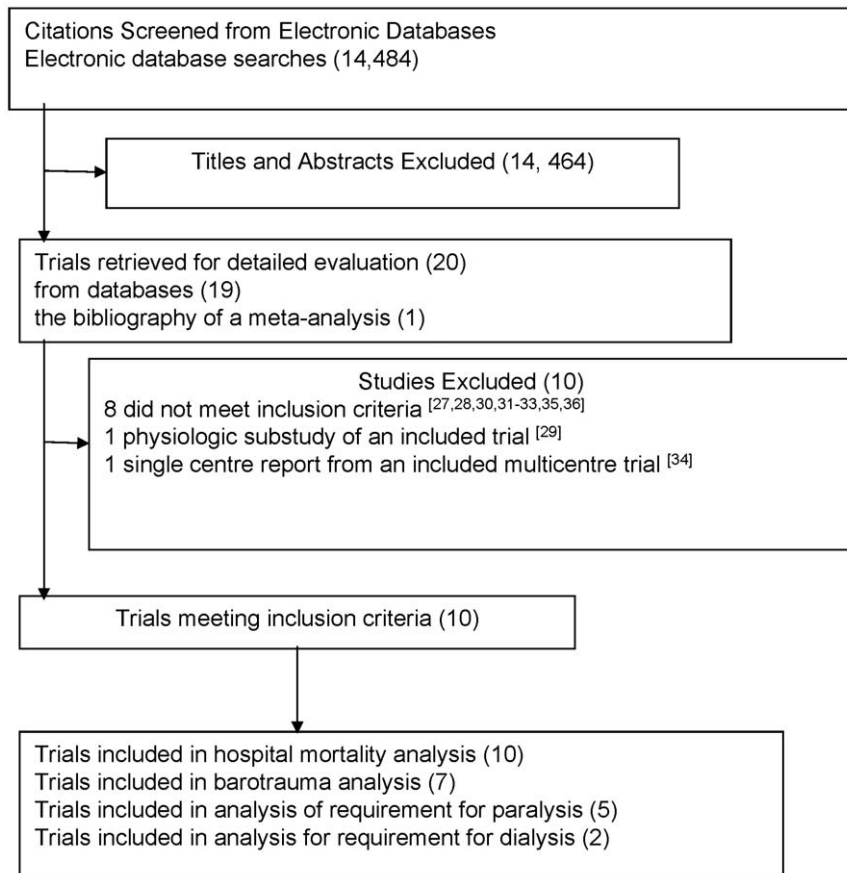 Citations Screened from Electronic Databases
Electronic database searches (14,484)
Titles and Abstracts Excluded (14, 464)
Trials retrieved for detailed evaluation (20)
from databases (19)
the bibliography of a meta-analysis (1)
Studies Excluded (10)
8 did not meet inclusion criteria [27,28,30,31-33,35,36]
1 physiologic substudy of an included trial [29]
1 single centre report from an included multicentre trial [34]
Trials meeting inclusion criteria (10)
Trials included in hospital mortality analysis (10)
Trials included in barotrauma analysis (7)
Trials included in analysis of requirement for paralysis (5)
Trials included in analysis for requirement for dialysis (2)